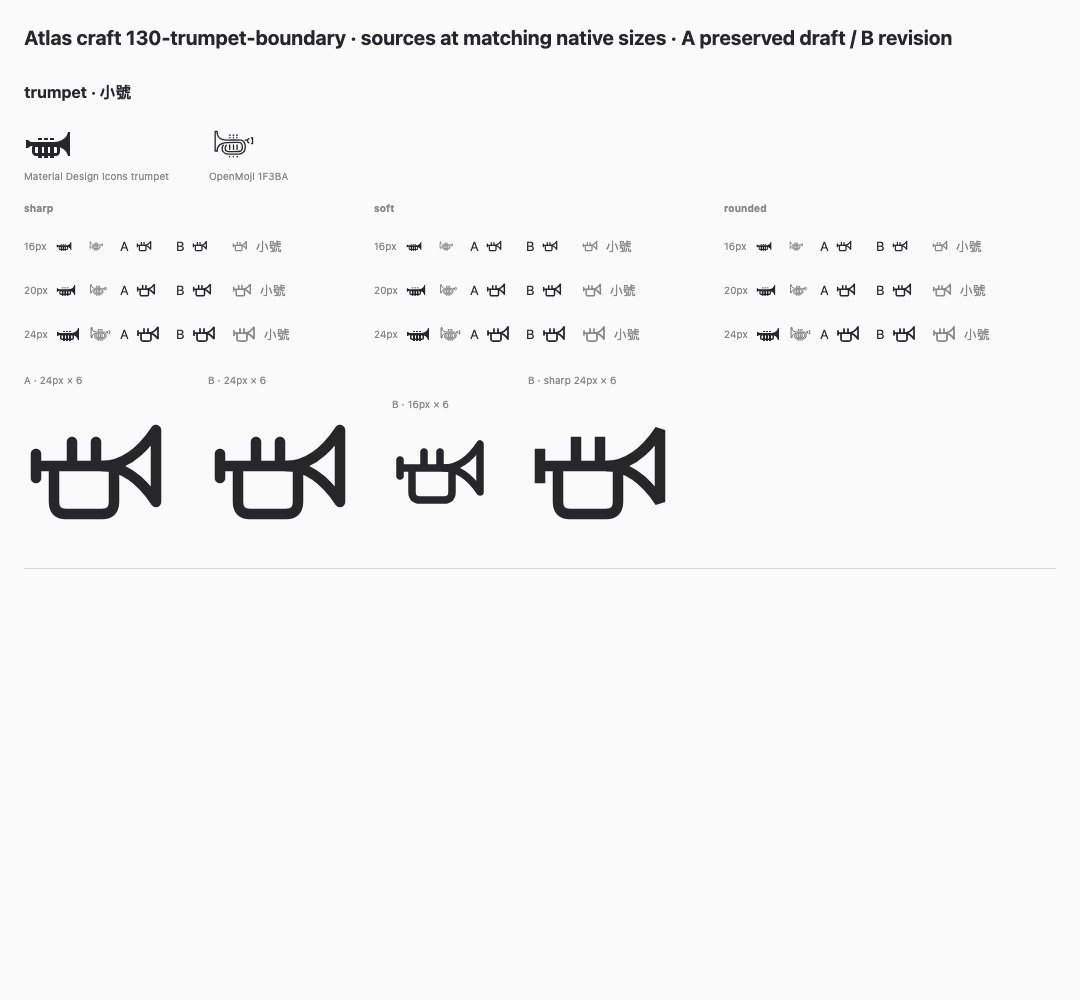 Atlas craft 130-trumpet-boundary · sources at matching native sizes · A preserved draft / B revision
trumpet · 小號
Material Design Icons trumpet
OpenMoji 1F3BA
sharp
soft
rounded
16px A B 小號
16px A B 小號
16px A B 小號
20px A B 小號
20px A B 小號
20px A B 小號
24px A B 小號
24px A B 小號
24px A B 小號
A · 24px × 6
B · 24px × 6
B · 16px × 6
B · sharp 24px × 6